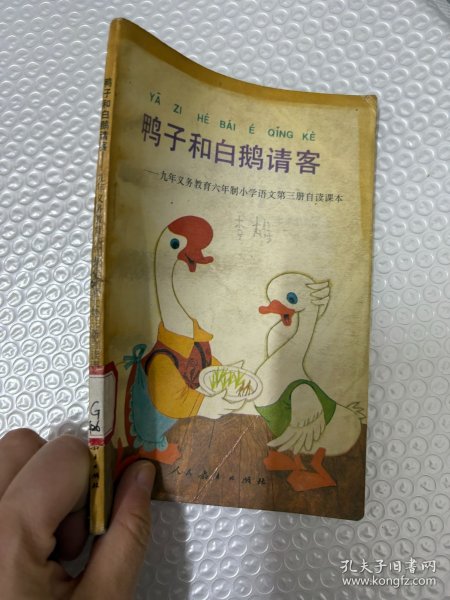 YĀ ZI HÉ BÁI É QǏNG KÈ
鸭子和白鹅请客
——九年义务教育六年制小学语文第三册自读课本
人民教育出版社
鸭子和白鹅请客
G
孔夫子旧书网
www.kongfz.com